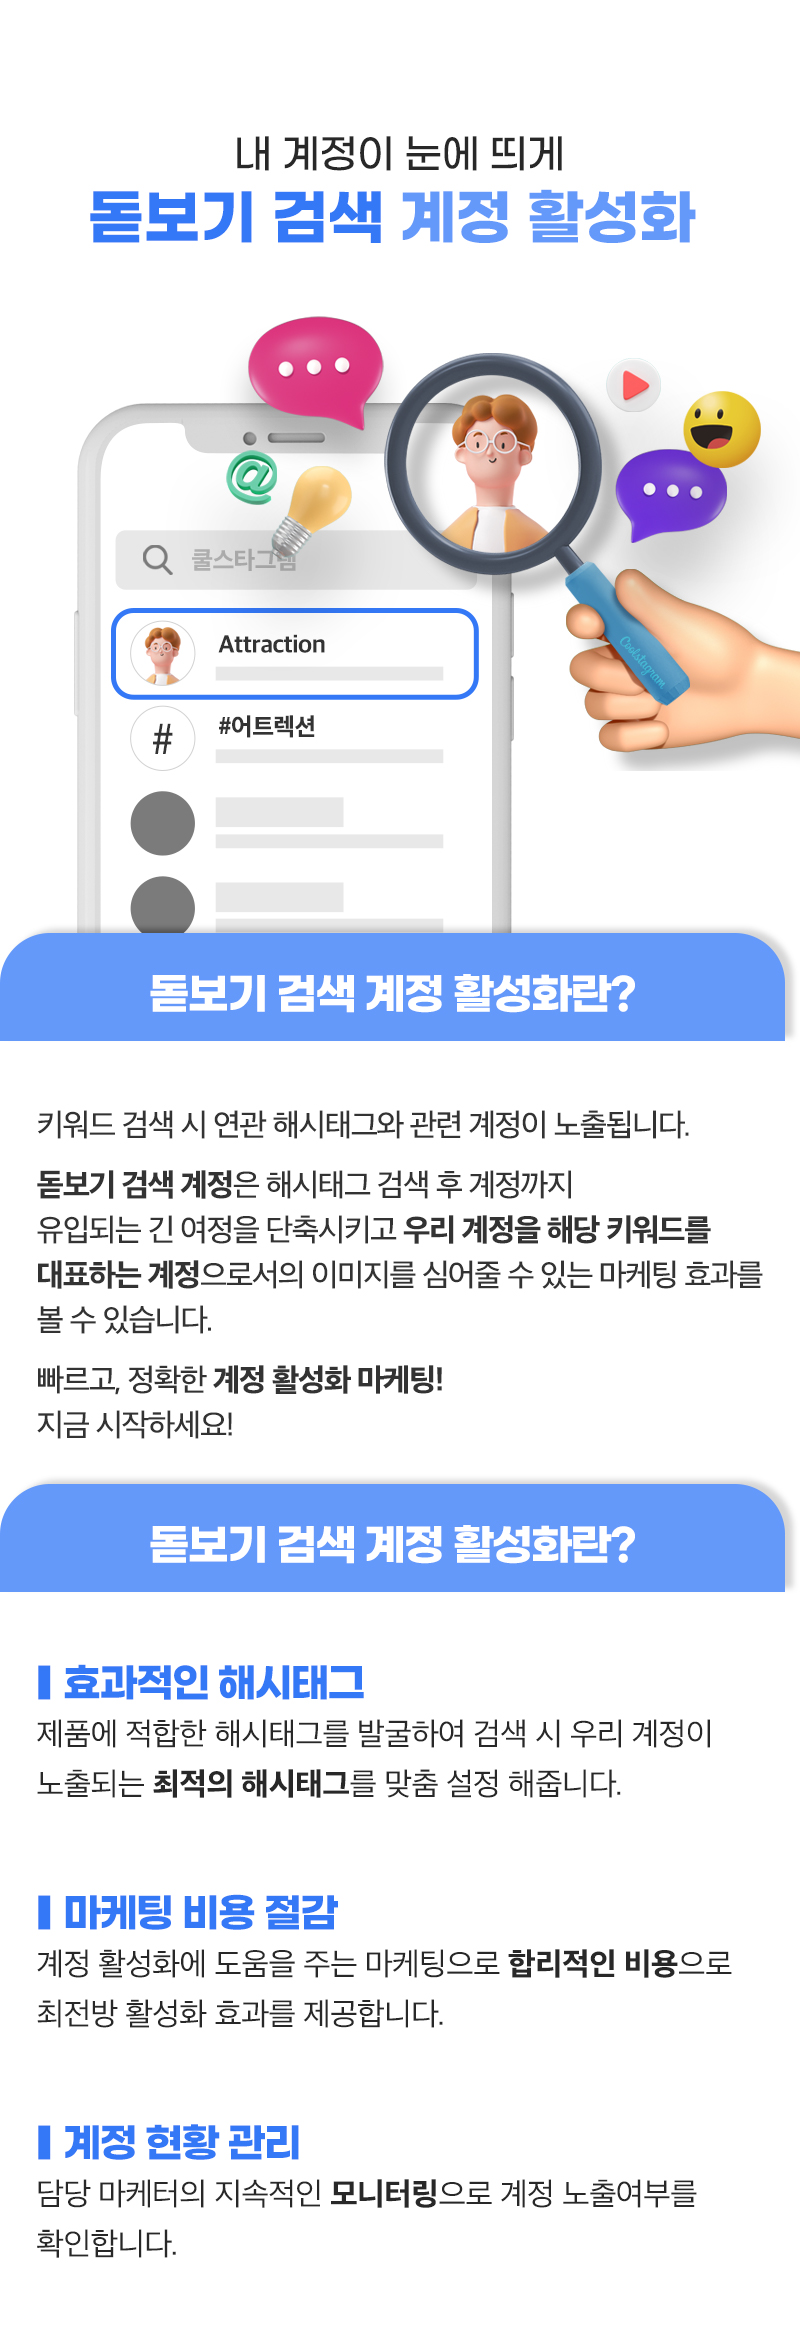 내 계정이 눈에 띄게
돋보기 검색 계정 활성화
@
쿨스타그램
Attraction
Coolstagram
#
#어트렉션
돋보기 검색 계정 활성화란?
키워드 검색 시 연관 해시태그와 관련 계정이 노출됩니다.
돋보기 검색 계정은 해시태그 검색 후 계정까지
유입되는 긴 여정을 단축시키고 우리 계정을 해당 키워드를
대표하는 계정으로서의 이미지를 심어줄 수 있는 마케팅 효과를
볼 수 있습니다.
빠르고, 정확한 계정 활성화 마케팅!
지금 시작하세요!
돋보기 검색 계정 활성화란?
효과적인 해시태그
제품에 적합한 해시태그를 발굴하여 검색 시 우리 계정이
노출되는 최적의 해시태그를 맞춤 설정 해줍니다.
마케팅 비용 절감
계정 활성화에 도움을 주는 마케팅으로 합리적인 비용으로
최전방 활성화 효과를 제공합니다.
계정 현황 관리
담당 마케터의 지속적인 모니터링으로 계정 노출여부를
확인합니다.